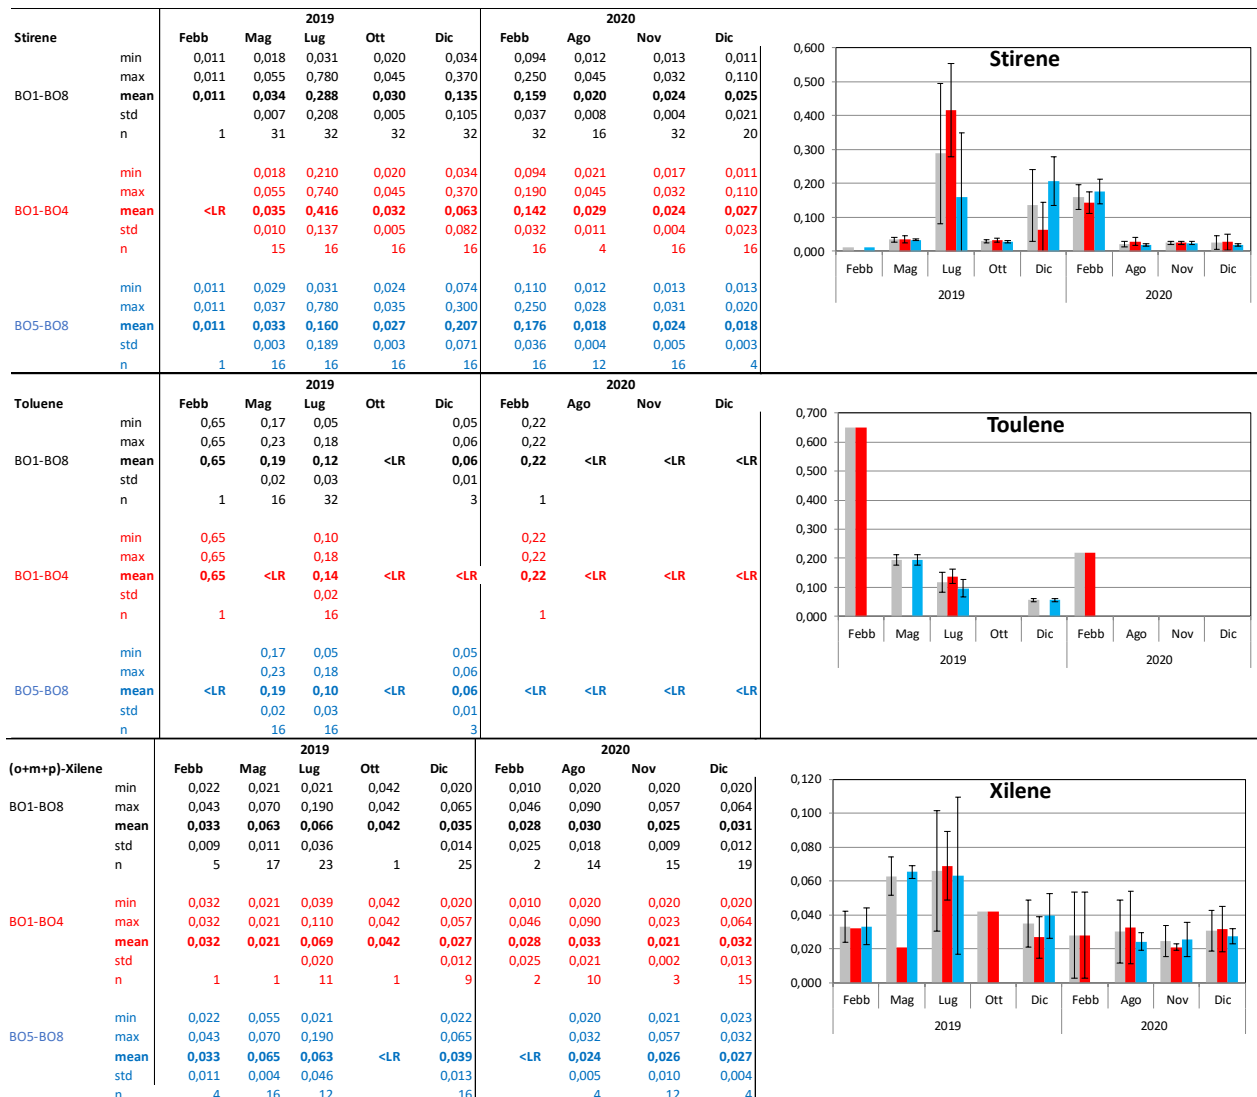 2019 2020
Stirene Febb Mag Lug Ott Dic Febb Ago Nov Dic
min 0,011 0,018 0,031 0,020 0,034 0,094 0,012 0,013 0,011
max 0,011 0,055 0,780 0,045 0,370 0,250 0,045 0,032 0,110
BO1-BO8 mean 0,011 0,034 0,288 0,030 0,135 0,159 0,020 0,024 0,025
std 0,007 0,208 0,005 0,105 0,037 0,008 0,004 0,021
n 1 31 32 32 32 32 16 32 20
min 0,018 0,210 0,020 0,034 0,094 0,021 0,017 0,011
max 0,055 0,740 0,045 0,370 0,190 0,045 0,032 0,110
BO1-BO4 mean <LR 0,035 0,416 0,032 0,063 0,142 0,029 0,024 0,027
std 0,010 0,137 0,005 0,082 0,032 0,011 0,004 0,023
n 15 16 16 16 16 4 16 16
min 0,011 0,029 0,031 0,024 0,074 0,110 0,012 0,013 0,013
max 0,011 0,037 0,780 0,035 0,300 0,250 0,028 0,031 0,020
BO5-BO8 mean 0,011 0,033 0,160 0,027 0,207 0,176 0,018 0,024 0,018
std 0,003 0,189 0,003 0,071 0,036 0,004 0,005 0,003
n 1 16 16 16 16 16 12 16 4
Stirene
0,600
0,500
0,400
0,300
0,200
0,100
0,000
Febb Mag Lug Ott Dic Febb Ago Nov Dic
2019 2020
2019 2020
Toluene Febb Mag Lug Ott Dic Febb Ago Nov Dic
min 0,65 0,17 0,05 0,05 0,22
max 0,65 0,23 0,18 0,06 0,22
BO1-BO8 mean 0,65 0,19 0,12 <LR 0,06 0,22 <LR <LR <LR
std 0,02 0,03 0,01
n 1 16 32 3 1
min 0,65 0,10 0,22
max 0,65 0,18 0,22
BO1-BO4 mean 0,65 <LR 0,14 <LR <LR 0,22 <LR <LR <LR
std 0,02
n 1 16 1
min 0,17 0,05 0,05
max 0,23 0,18 0,06
BO5-BO8 mean <LR 0,19 0,10 <LR 0,06 <LR <LR <LR <LR
std 0,02 0,03 0,01
n 16 16 3
Toulene
0,700
0,600
0,500
0,400
0,300
0,200
0,100
0,000
Febb Mag Lug Ott Dic Febb Ago Nov Dic
2019 2020
2019 2020
(o+m+p)-Xilene Febb Mag Lug Ott Dic Febb Ago Nov Dic
min 0,022 0,021 0,021 0,042 0,020 0,010 0,020 0,020 0,020
BO1-BO8 max 0,043 0,070 0,190 0,042 0,065 0,046 0,090 0,057 0,064
mean 0,033 0,063 0,066 0,042 0,035 0,028 0,030 0,025 0,031
std 0,009 0,011 0,036 0,014 0,025 0,018 0,009 0,012
n 5 17 23 1 25 2 14 15 19
min 0,032 0,021 0,039 0,042 0,020 0,010 0,020 0,020 0,020
BO1-BO4 max 0,032 0,021 0,110 0,042 0,057 0,046 0,090 0,023 0,064
mean 0,032 0,021 0,069 0,042 0,027 0,028 0,033 0,021 0,032
std 0,020 0,012 0,025 0,021 0,002 0,013
n 1 1 11 1 9 2 10 3 15
min 0,022 0,055 0,021 0,022 0,020 0,021 0,023
BO5-BO8 max 0,043 0,070 0,190 0,065 0,032 0,057 0,032
mean 0,033 0,065 0,063 <LR 0,039 <LR 0,024 0,026 0,027
std 0,011 0,004 0,046 0,013 0,005 0,010 0,004
n 4 16 12 16 4 12 4
Xilene
0,120
0,100
0,080
0,060
0,040
0,020
0,000
Febb Mag Lug Ott Dic Febb Ago Nov Dic
2019 2020